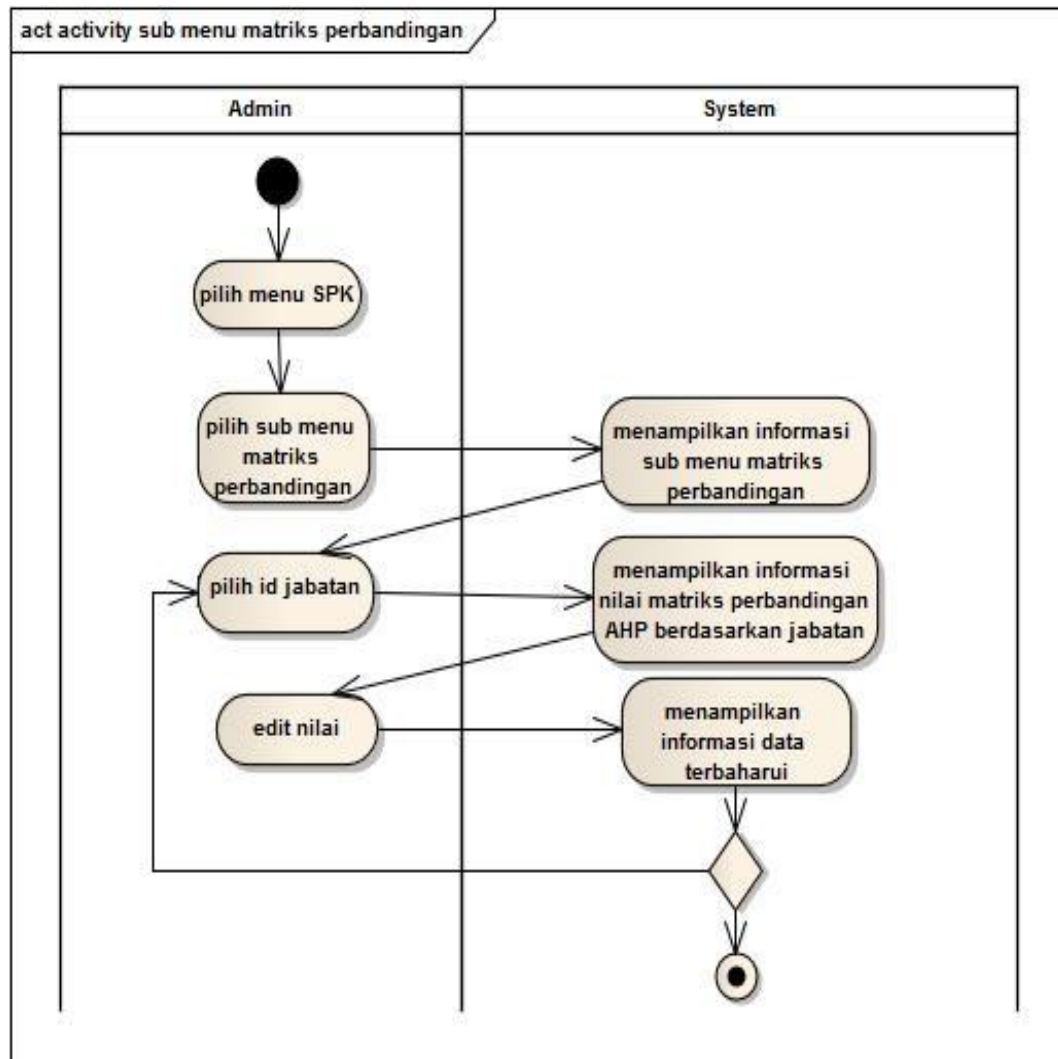 act activity sub menu matriks perbandingan
Admin
System
pilih menu SPK
pilih sub menu
matriks
perbandingan
menampilkan informasi
sub menu matriks
perbandingan
pilih id jabatan
menampilkan informasi
nilai matriks perbandingan
AHP berdasarkan jabatan
edit nilai
menampilkan
informasi data
terbaharui